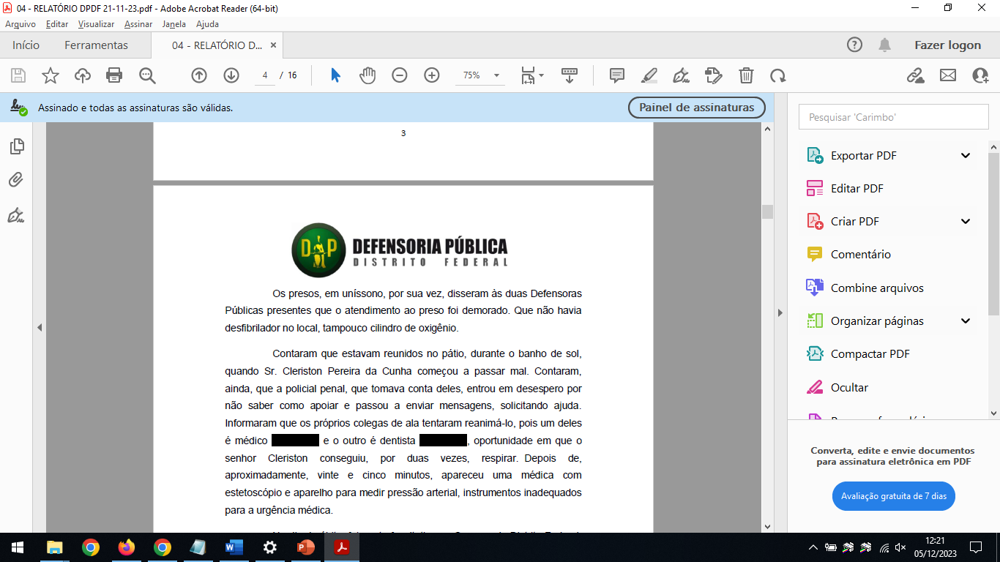 04 - RELATÓRIO DPDF 21-11-23.pdf - Adobe Acrobat Reader (64-bit)
Arquivo Editar Visualizar Assinar Janela Ajuda
Início Ferramentas 04 - RELATÓRIO D... × Fazer logon
4 / 16 75%
Assinado e todas as assinaturas são válidas. Painel de assinaturas
3
DP DEFENSORIA PÚBLICA
DISTRITO FEDERAL
Os presos, em uníssono, por sua vez, disseram às duas Defensoras
Públicas presentes que o atendimento ao preso foi demorado. Que não havia
desfibrilador no local, tampouco cilindro de oxigênio.
Contaram que estavam reunidos no pátio, durante o banho de sol,
quando Sr. Cleriston Pereira da Cunha começou a passar mal. Contaram,
ainda, que a policial penal, que tomava conta deles, entrou em desespero por
não saber como apoiar e passou a enviar mensagens, solicitando ajuda.
Informaram que os próprios colegas de ala tentaram reanimá-lo, pois um deles
é médico e o outro é dentista , oportunidade em que o
senhor Cleriston conseguiu, por duas vezes, respirar. Depois de,
aproximadamente, vinte e cinco minutos, apareceu uma médica com
estetoscópio e aparelho para medir pressão arterial, instrumentos inadequados
para a urgência médica.
Pesquisar 'Carimbo'
Exportar PDF
Editar PDF
Criar PDF
Comentário
Combine arquivos
Organizar páginas
Compactar PDF
Ocultar
Converta, edite e envie documentos
para assinatura eletrônica em PDF
Avaliação gratuita de 7 dias
12:21
05/12/2023